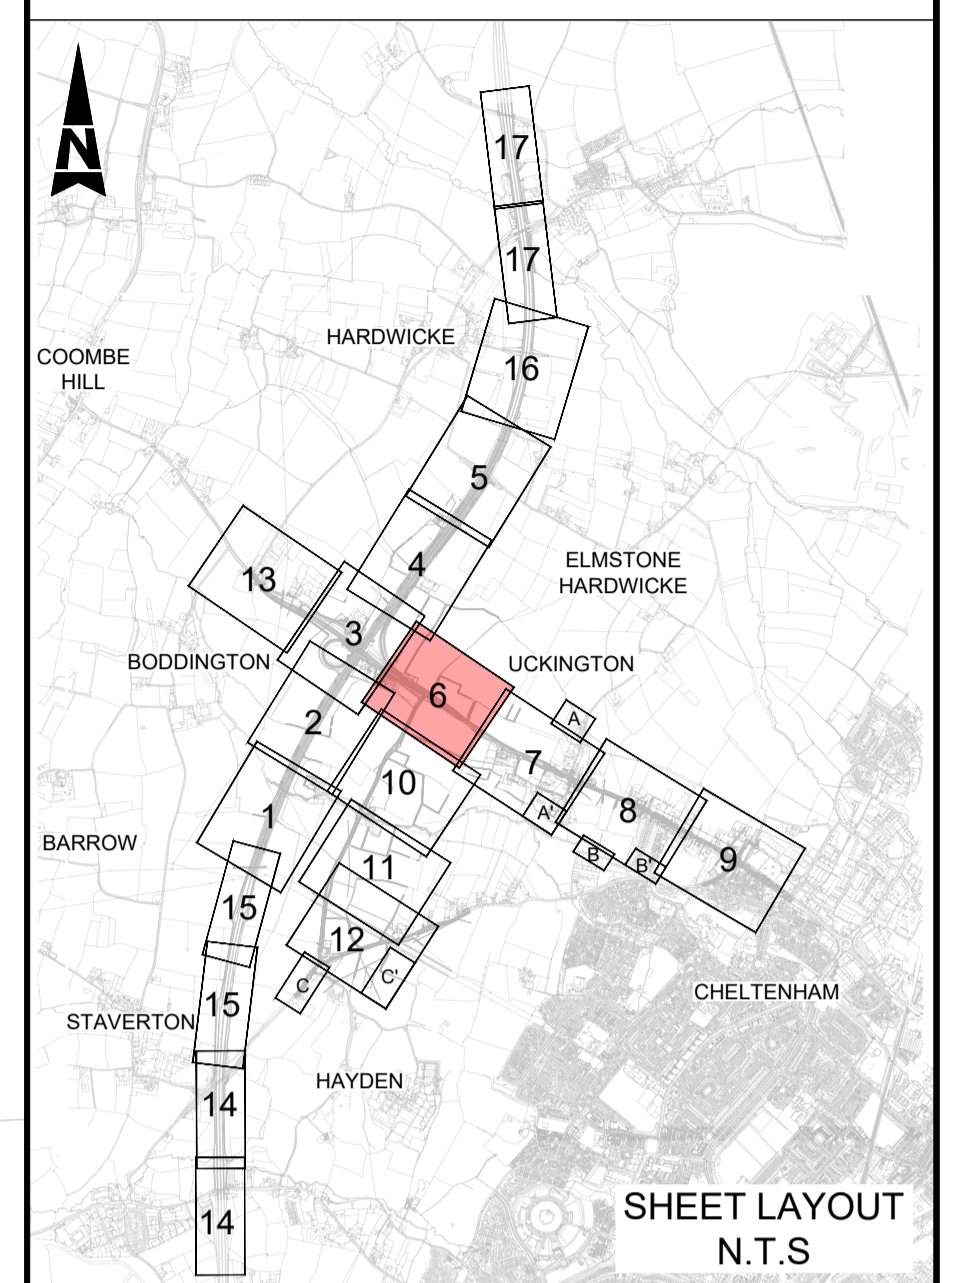 N
17
17
HARDWICKE
COOMBE
HILL
16
5
4
ELMSTONE
HARDWICKE
13
3
BODDINGTON
UCKINGTON
6
2
A
7
10
8
A'
1
BARROW
B
B'
9
11
15
12
C
C'
CHELTENHAM
15
STAVERTON
HAYDEN
14
14
SHEET LAYOUT
N.T.S